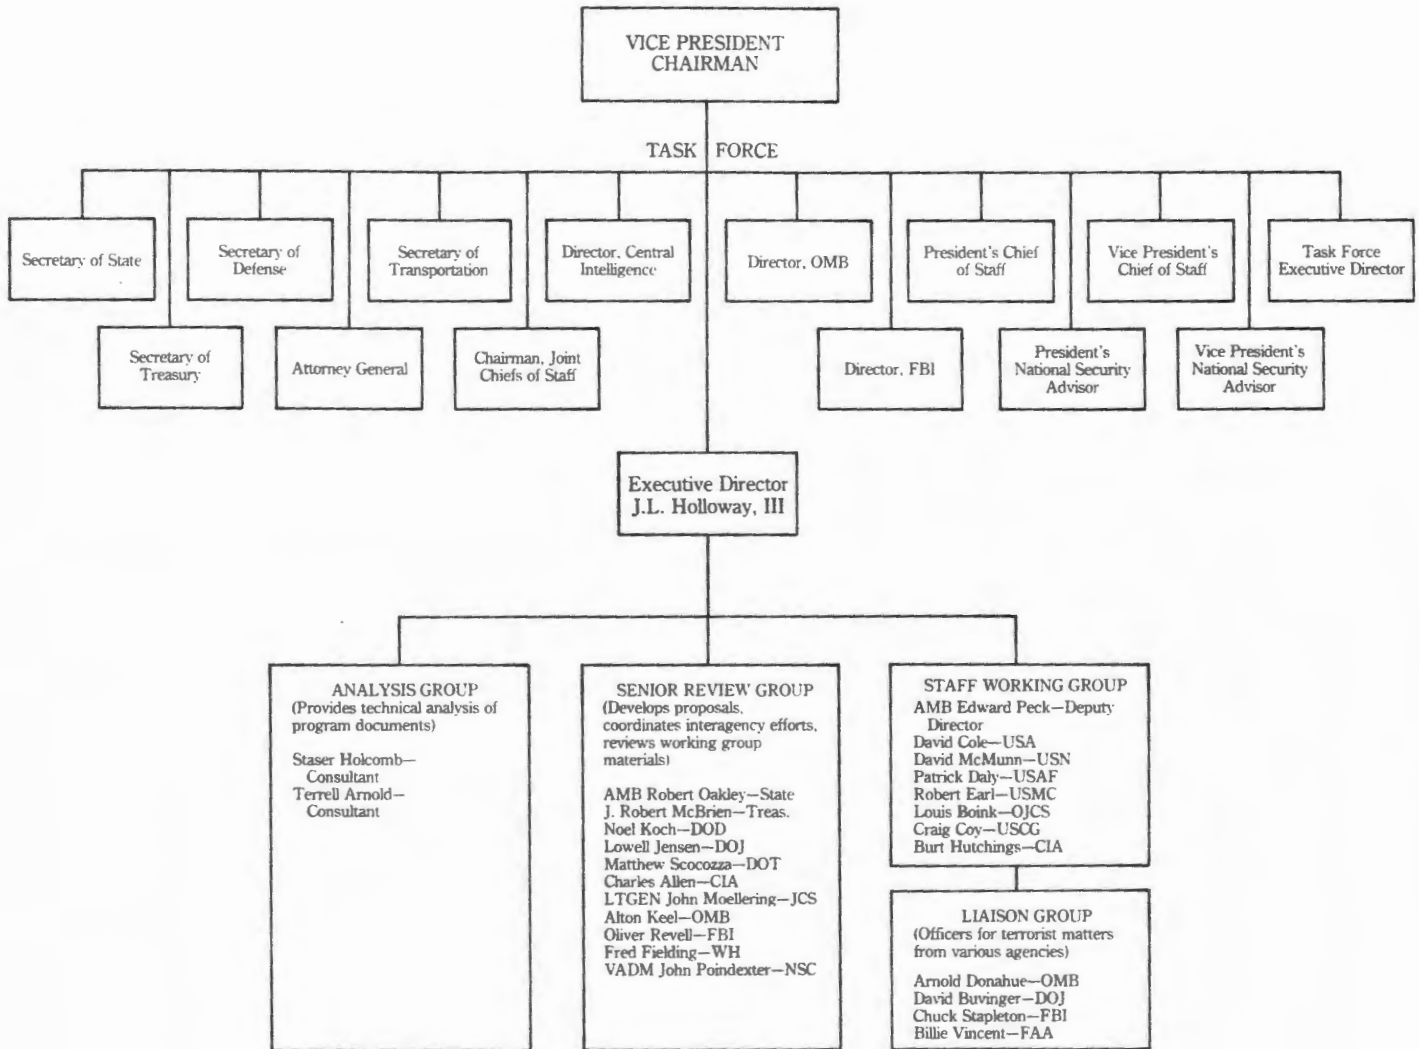 VICE PRESIDENT
CHAIRMAN
TASK FORCE
Secretary of State
Secretary of
Defense
Secretary of
Transportation
Director, Central
Intelligence
Director, OMB
President's Chief
of Staff
Vice President's
Chief of Staff
Task Force
Executive Director
Secretary of
Treasury
Attorney General
Chairman, Joint
Chiefs of Staff
Director, FBI
President's
National Security
Advisor
Vice President's
National Security
Advisor
Executive Director
J.L. Holloway, III
ANALYSIS GROUP
(Provides technical analysis of
program documents)
Staser Holcomb—
Consultant
Terrell Arnold—
Consultant
SENIOR REVIEW GROUP
(Develops proposals,
coordinates interagency efforts,
reviews working group
materials)
AMB Robert Oakley—State
J. Robert McBrien—Treas.
Noel Koch—DOD
Lowell Jensen—DOJ
Matthew Scocozza—DOT
Charles Allen—CIA
LTGEN John Moellering—JCS
Alton Keel—OMB
Oliver Revell—FBI
Fred Fielding—WH
VADM John Poindexter—NSC
STAFF WORKING GROUP
AMB Edward Peck—Deputy
Director
David Cole—USA
David McMunn—USN
Patrick Daly—USAF
Robert Earl—USMC
Louis Boink—OJCS
Craig Coy—USCG
Burt Hutchings—CIA
LIAISON GROUP
(Officers for terrorist matters
from various agencies)
Arnold Donahue—OMB
David Buvinger—DOJ
Chuck Stapleton—FBI
Billie Vincent—FAA